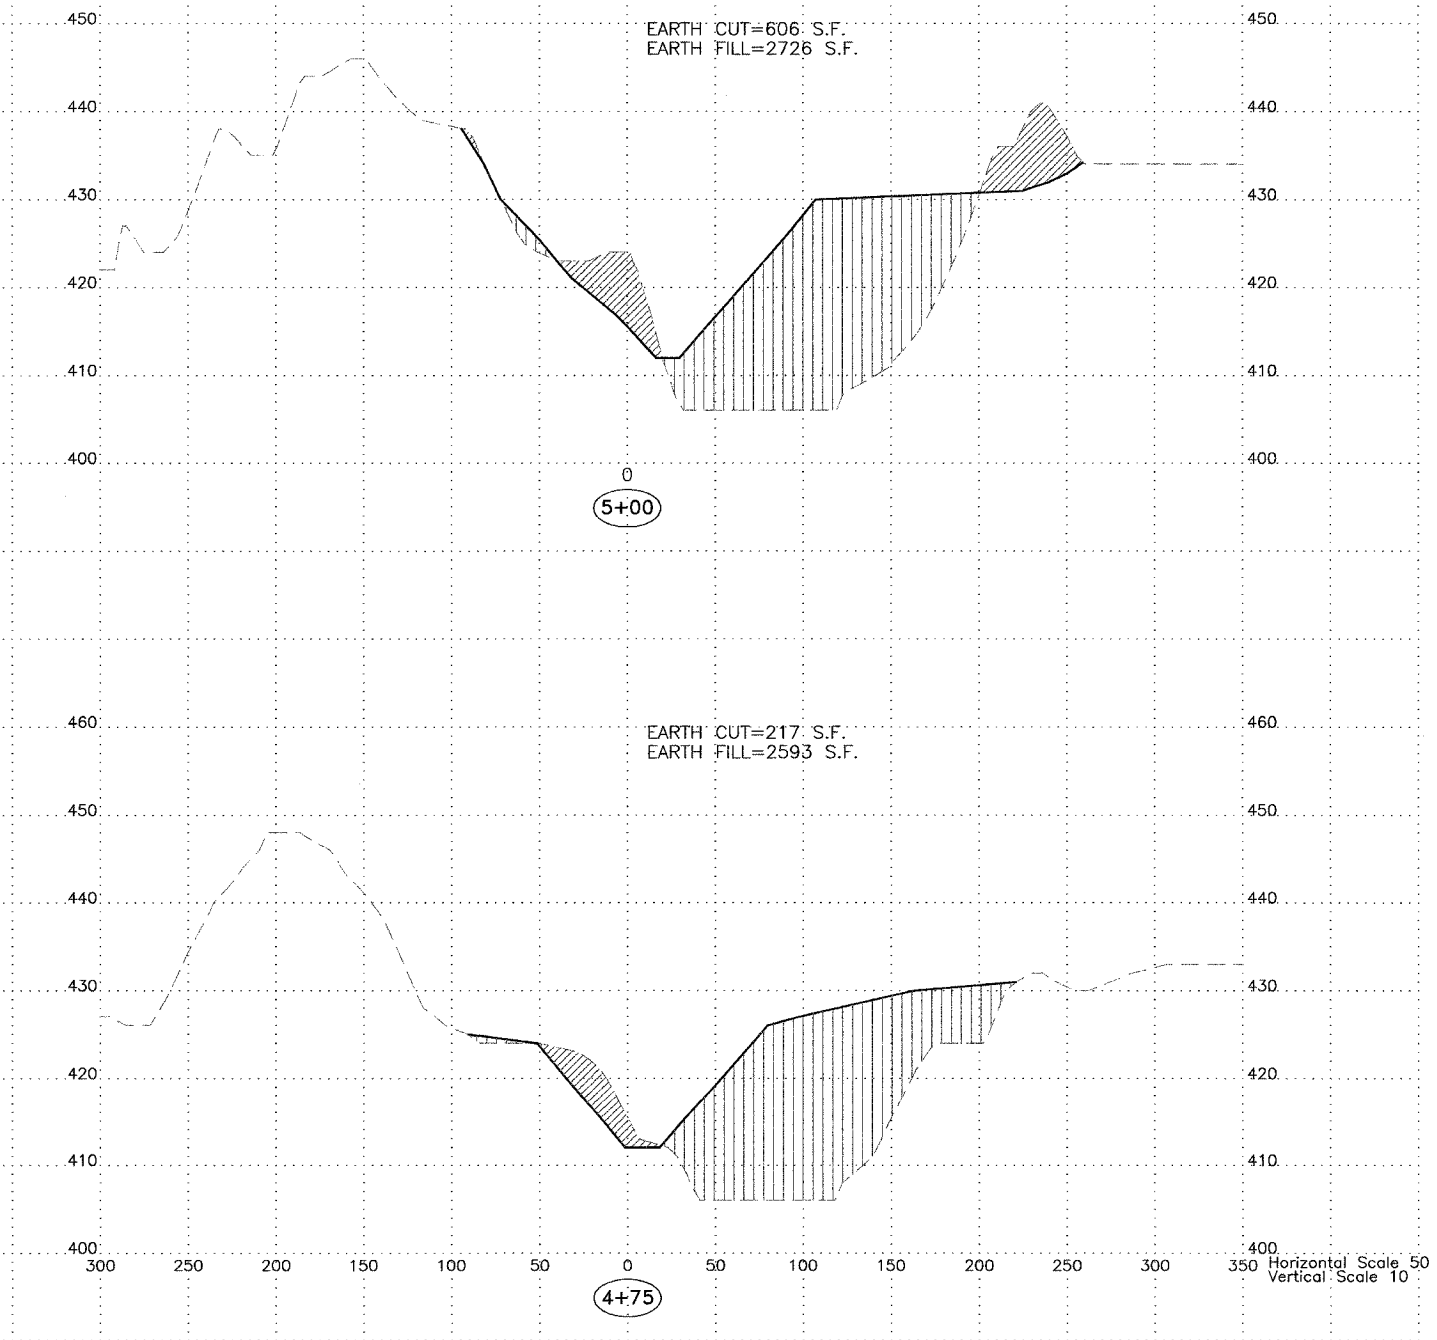 450 450
EARTH CUT=606 S.F.
EARTH FILL=2726 S.F.
440 440
430 430
420 420
410 410
400 400
0
5+00
460 460
EARTH CUT=217 S.F.
EARTH FILL=2593 S.F.
450 450
440 440
430 430
420 420
410 410
400 400
300 250 200 150 100 50 0 50 100 150 200 250 300 350 Horizontal Scale 50
Vertical Scale 10
4+75